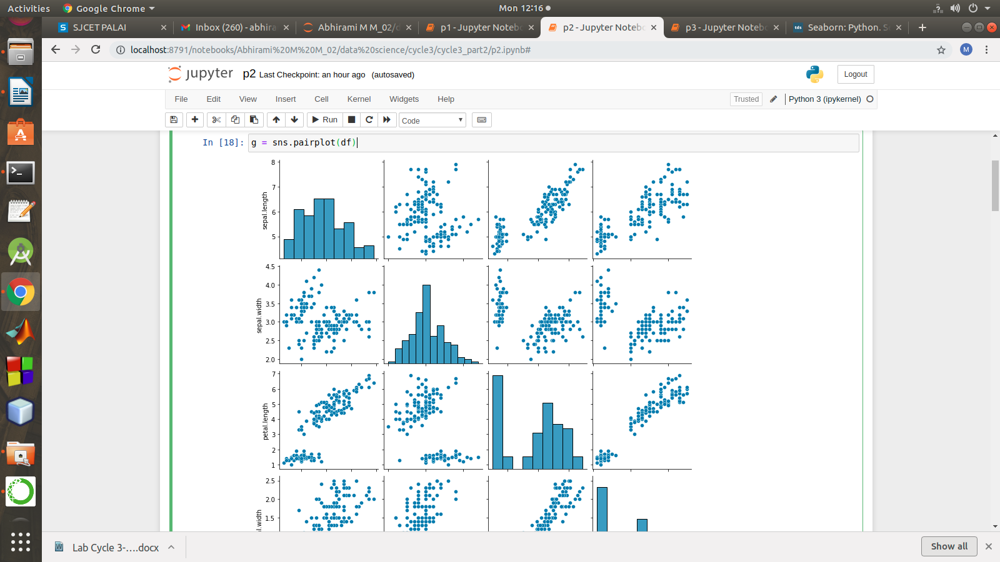 Activities
Google Chrome
Mon 12:16
SJCET PALAI
Inbox (260) - abhira
Abhirami M M_02/d
p1 - Jupyter Notebo
p2 - Jupyter Notebo
p3 - Jupyter Notebo
tds
Seaborn: Python. S
localhost:8791/notebooks/Abhirami%20M%20M_02/data%20science/cycle3/cycle3_part2/p2.ipynb#
M
jupyter p2 Last Checkpoint: an hour ago (autosaved)
Logout
File Edit View Insert Cell Kernel Widgets Help
Trusted
Python 3 (ipykernel)
Run
Code
In [18]: g = sns.pairplot(df)
8
7
6
5
sepal.length
4.5
4.0
3.5
3.0
2.5
2.0
sepal.width
7
6
5
4
3
2
1
petal.length
2.5
2.0
1.5
al.width
Lab Cycle 3-....docx
Show all